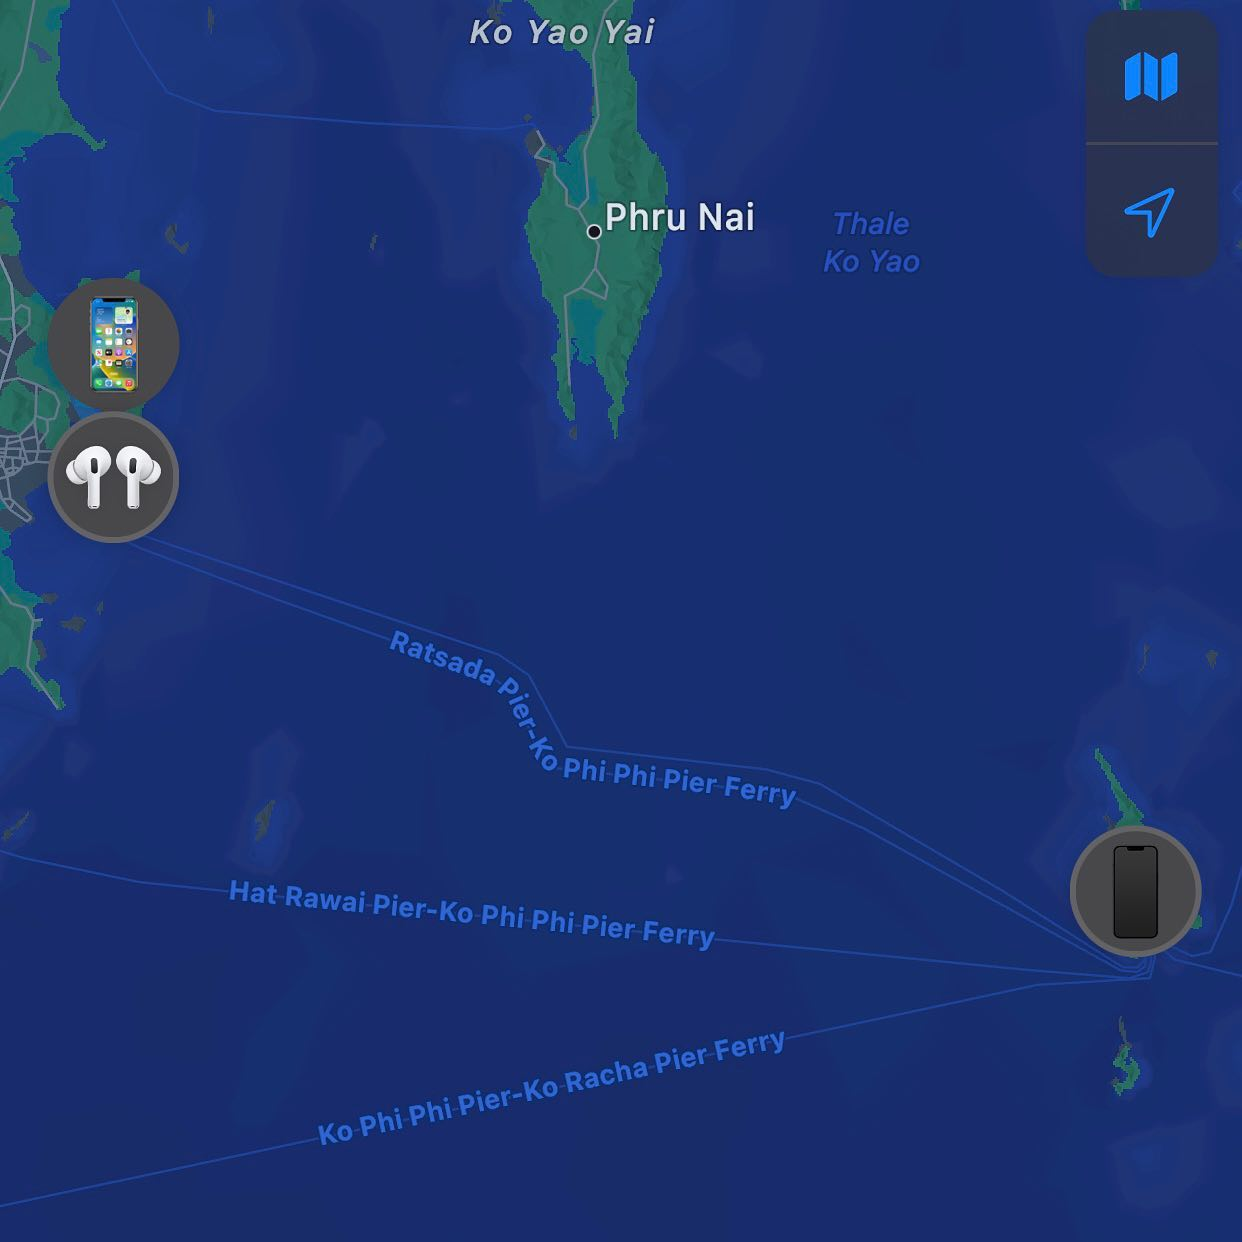 Ko Yao Yai
Phru Nai
Thale
Ko Yao
Ratsada Pier-Ko Phi Phi Pier Ferry
Hat Rawai Pier-Ko Phi Phi Pier Ferry
Ko Phi Phi Pier-Ko Racha Pier Ferry